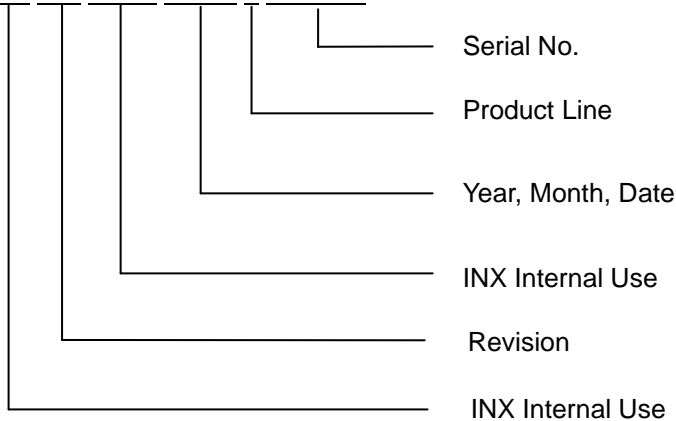 Serial No.
Product Line
Year, Month, Date
INX Internal Use
Revision
INX Internal Use